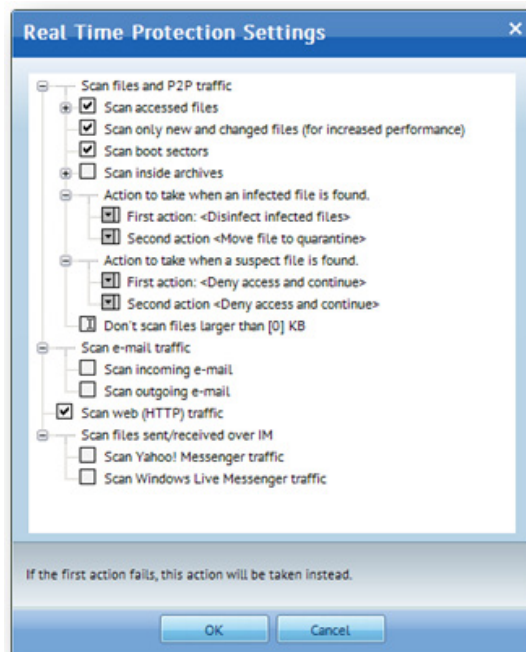 Real Time Protection Settings
Scan files and P2P traffic
Scan accessed files
Scan only new and changed files (for increased performance)
Scan boot sectors
Scan inside archives
Action to take when an infected file is found.
First action: <Disinfect infected files>
Second action <Move file to quarantine>
Action to take when a suspect file is found.
First action: <Deny access and continue>
Second action <Deny access and continue>
Don't scan files larger than [0] KB
Scan e-mail traffic
Scan incoming e-mail
Scan outgoing e-mail
Scan web (HTTP) traffic
Scan files sent/received over IM
Scan Yahoo! Messenger traffic
Scan Windows Live Messenger traffic
If the first action fails, this action will be taken instead.
OK
Cancel